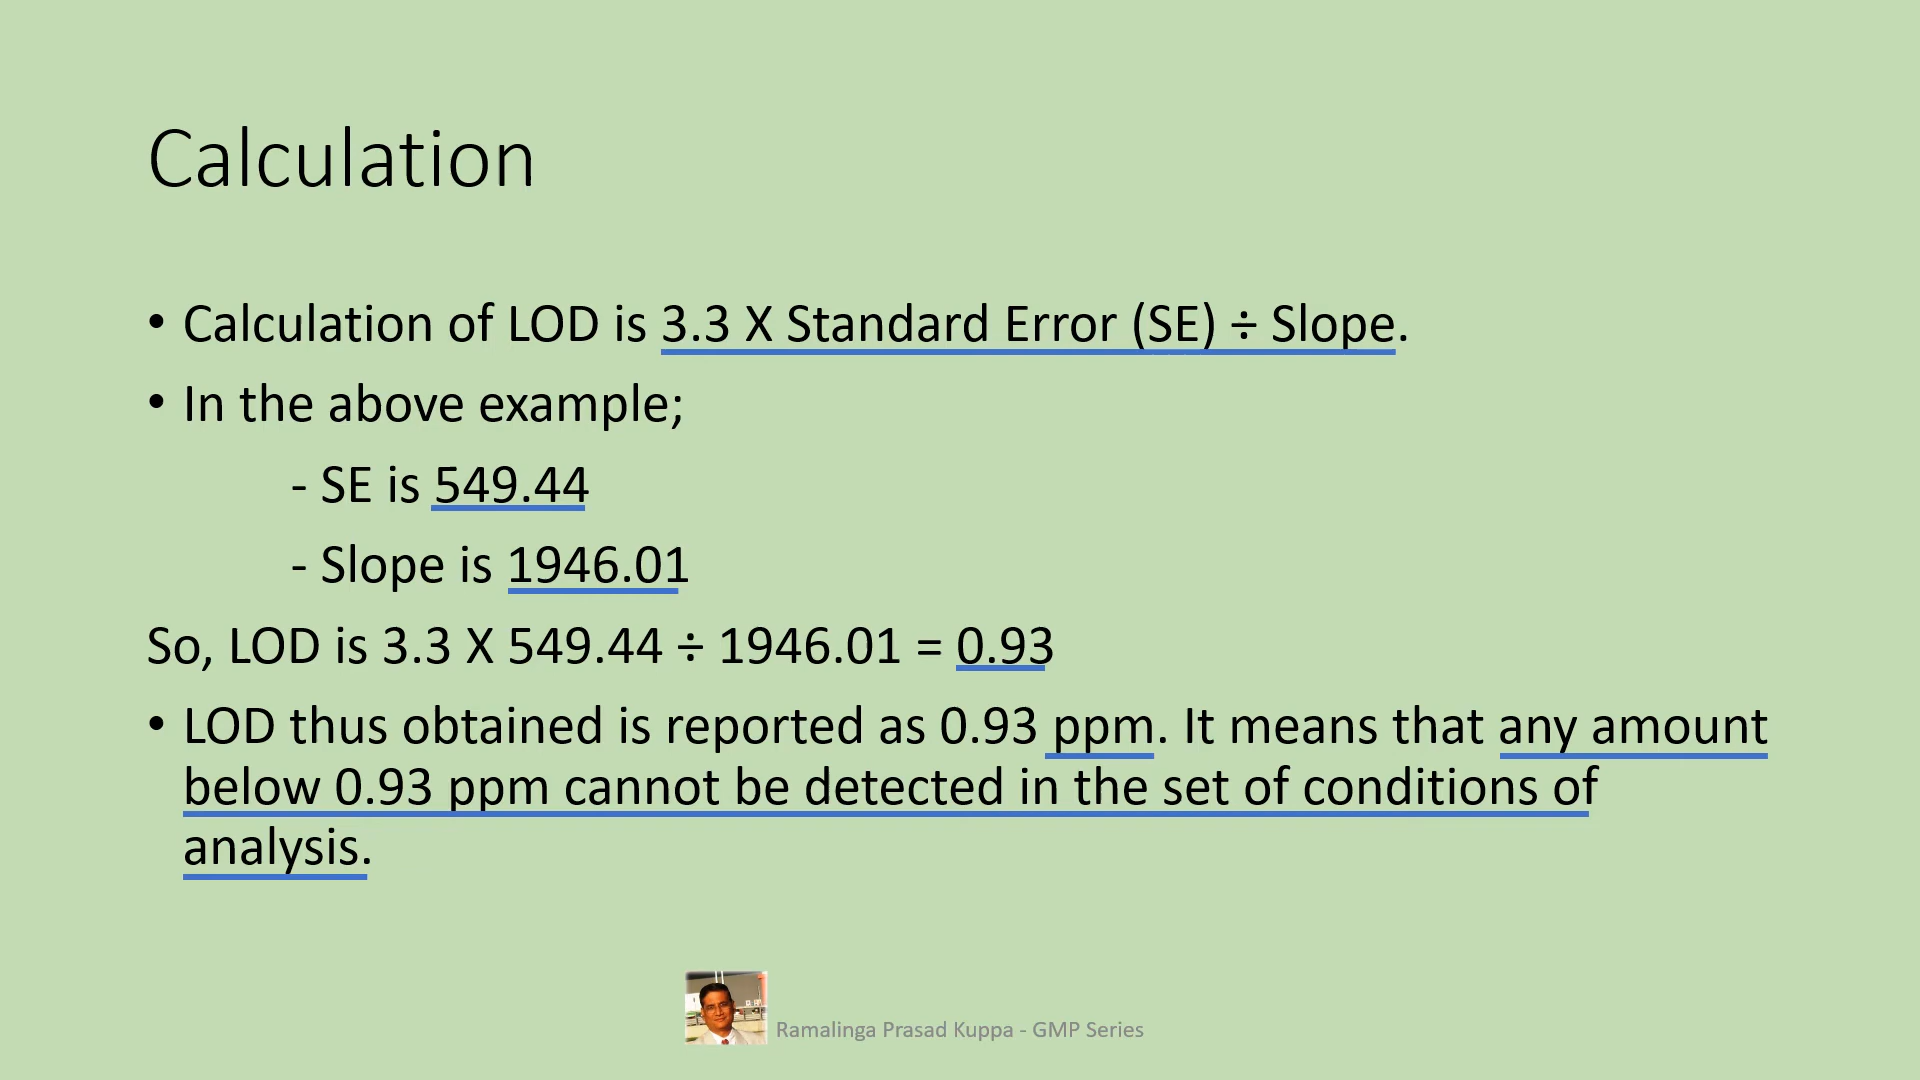 Calculation
• Calculation of LOD is 3.3 X Standard Error (SE) ÷ Slope.
• In the above example;
- SE is 549.44
- Slope is 1946.01
So, LOD is 3.3 X 549.44 ÷ 1946.01 = 0.93
• LOD thus obtained is reported as 0.93 ppm. It means that any amount
below 0.93 ppm cannot be detected in the set of conditions of
analysis.
Ramalinga Prasad Kuppa - GMP Series